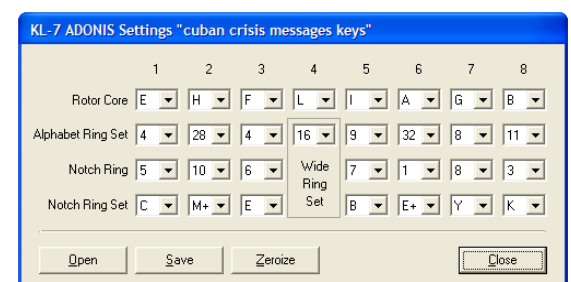 KL-7 ADONIS Settings "cuban crisis messages keys"
1 2 3 4 5 6 7 8
Rotor Core E H F L I A G B
Alphabet Ring Set 4 28 4 16 9 32 8 11
Notch Ring 5 10 6 Wide Ring Set 7 1 8 3
Notch Ring Set C M+ E B E+ Y K
Open Save Zeroize Close